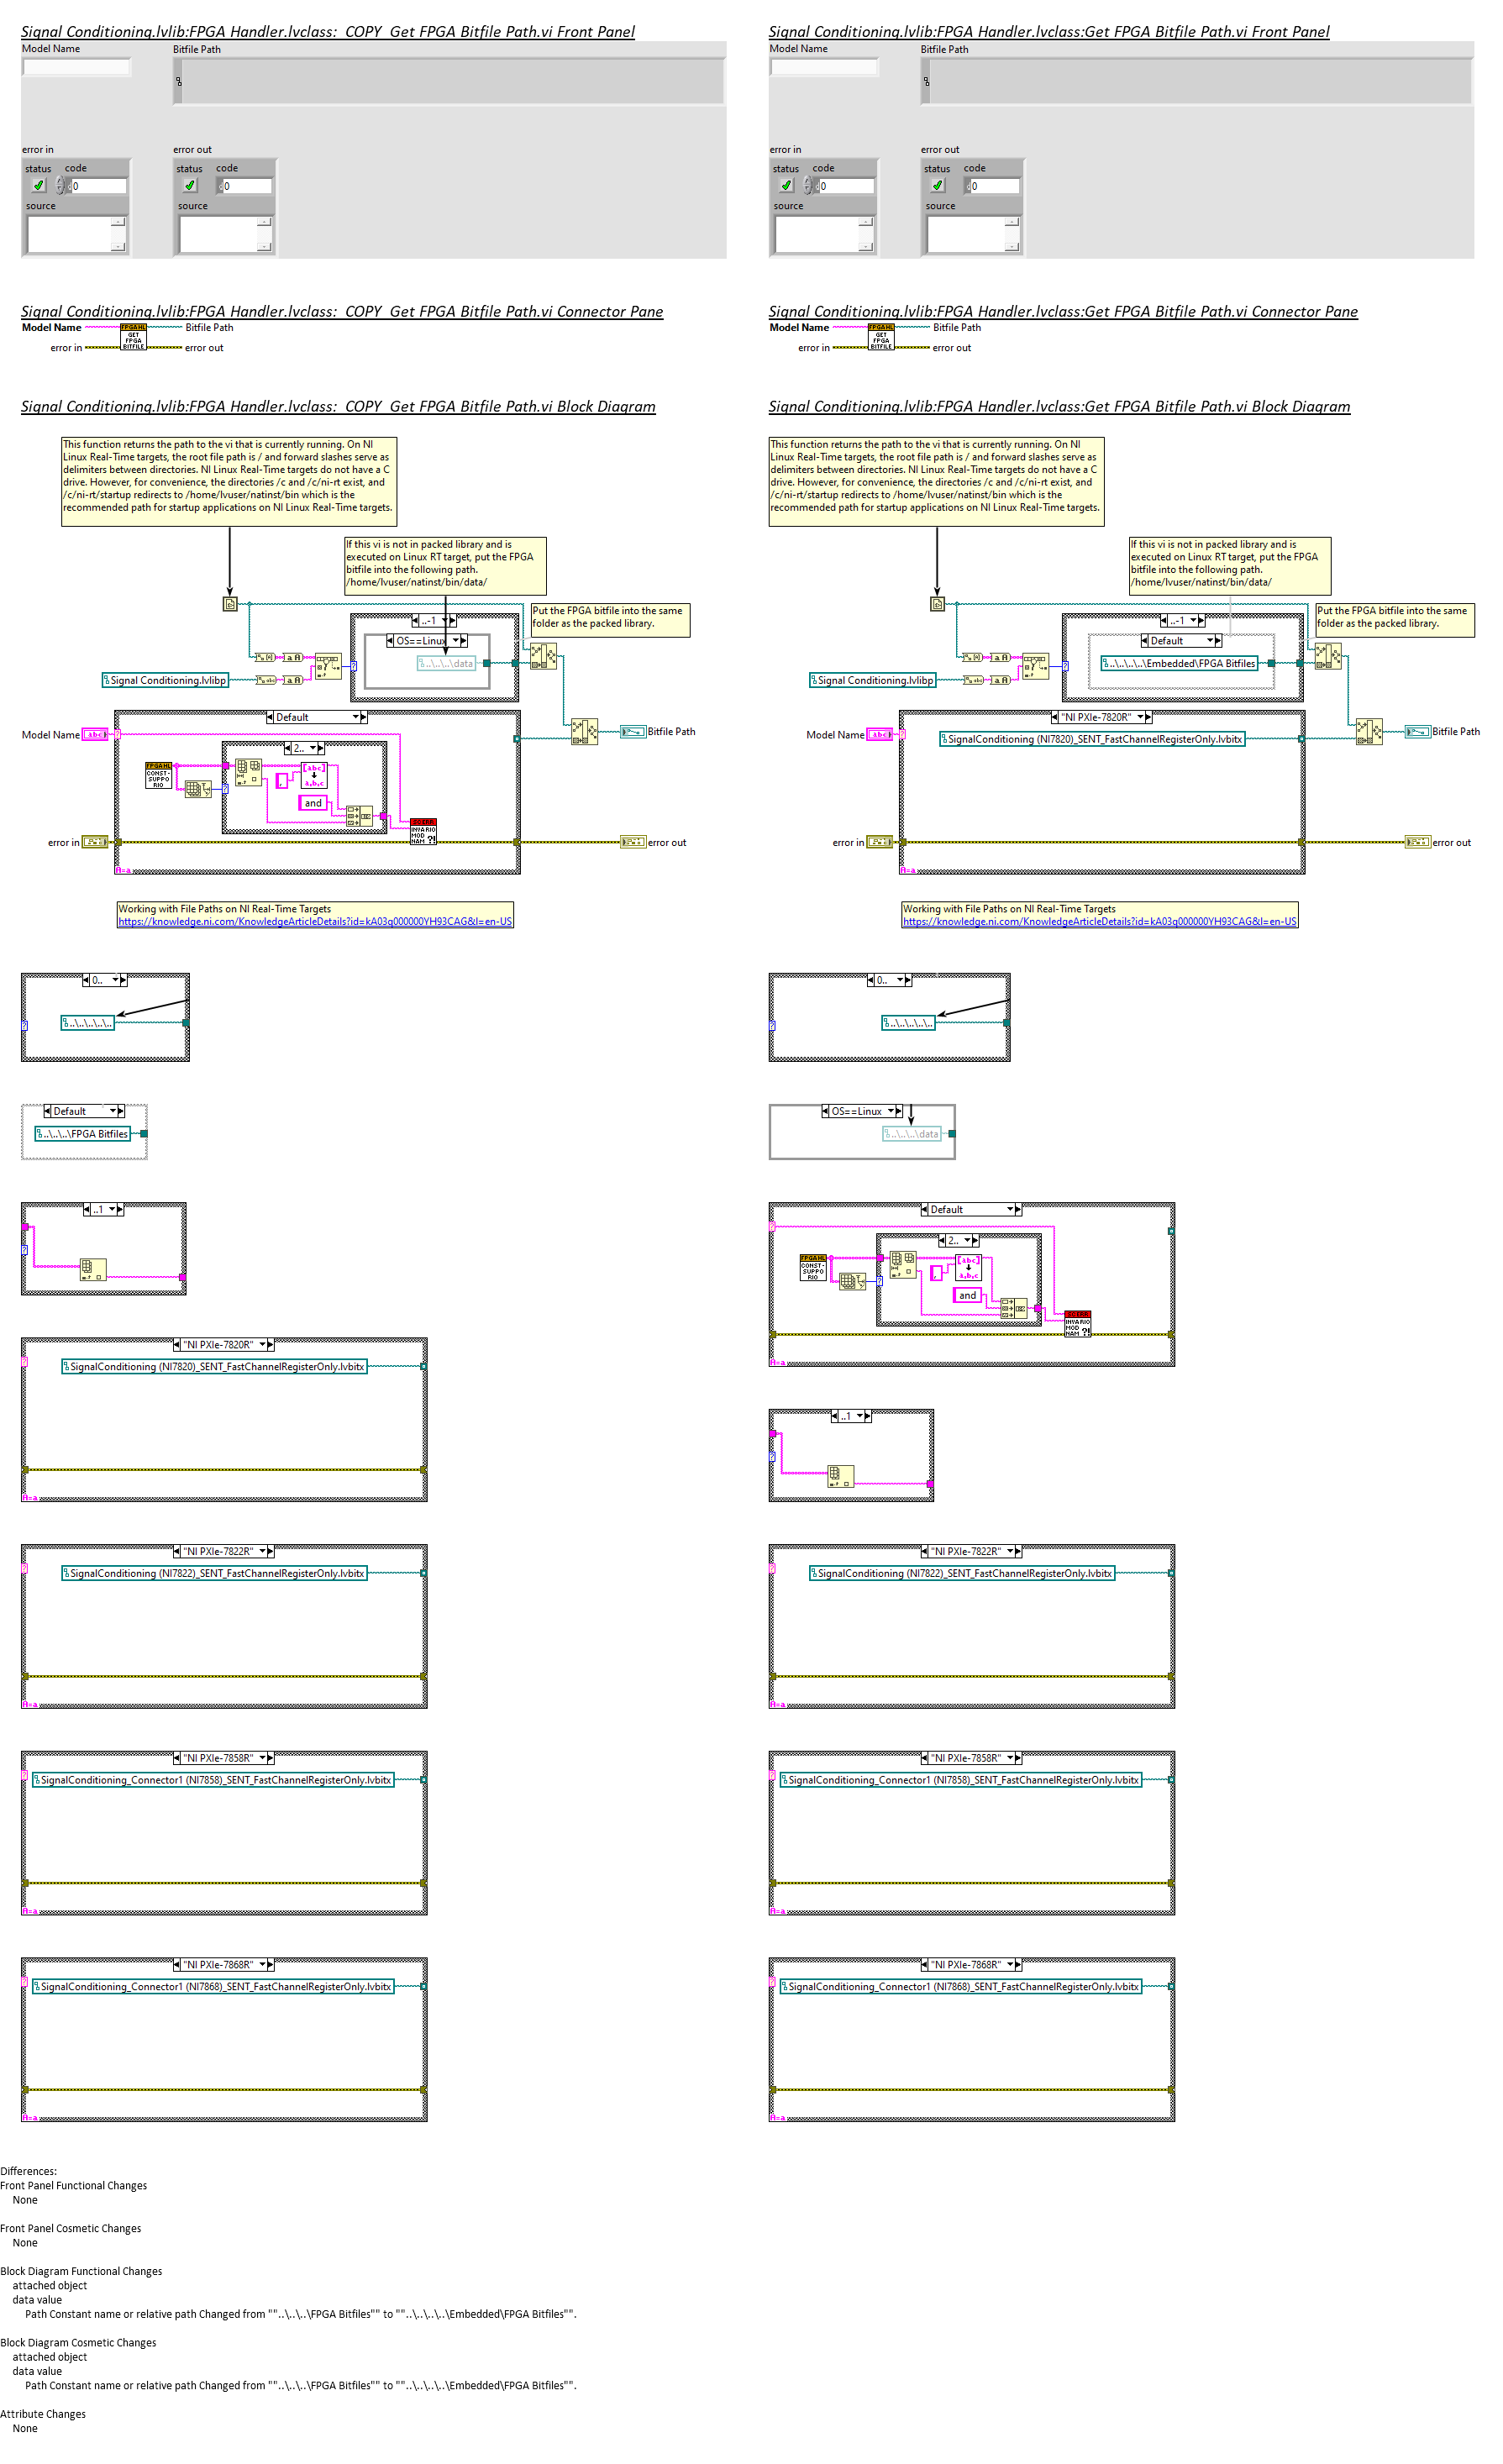 Signal Conditioning.lvlib:FPGA Handler.lvclass:_COPY_Get FPGA Bitfile Path.vi Front Panel
Model Name
Bitfile Path
error in
error out
status code
0
status code
0
source
source
Signal Conditioning.lvlib:FPGA Handler.lvclass:_COPY_Get FPGA Bitfile Path.vi Connector Pane
Model Name
FPGAHL
GET
FPGA
BITFILE
Bitfile Path
error in
error out
Signal Conditioning.lvlib:FPGA Handler.lvclass:_COPY_Get FPGA Bitfile Path.vi Block Diagram
This function returns the path to the vi that is currently running. On NI
Linux Real-Time targets, the root file path is / and forward slashes serve as
delimiters between directories. NI Linux Real-Time targets do not have a C
drive. However, for convenience, the directories /c and /c/ni-rt exist, and
/c/ni-rt/startup redirects to /home/lvuser/natinst/bin which is the
recommended path for startup applications on NI Linux Real-Time targets.
If this vi is not in packed library and is
executed on Linux RT target, put the FPGA
bitfile into the following path.
/home/lvuser/natinst/bin/data/
Put the FPGA bitfile into the same
folder as the packed library.
..-1
OS==Linux
..\..\..\data
Signal Conditioning.lvlibp
Default
Model Name
abc
Bitfile Path
2..
FPGAHL
CONST-
SUPPO
RIO
[abc]
a,b,c
,
and
SCERR
INVARIO
MOD
NAM ?!
error in
error out
A=a
Working with File Paths on NI Real-Time Targets
https://knowledge.ni.com/KnowledgeArticleDetails?id=kA03q000000YH93CAG&l=en-US
0..
..\..\..\..\..
Default
..\..\..\FPGA Bitfiles
..1
"NI PXIe-7820R"
SignalConditioning (NI7820)_SENT_FastChannelRegisterOnly.lvbitx
A=a
"NI PXIe-7822R"
SignalConditioning (NI7822)_SENT_FastChannelRegisterOnly.lvbitx
A=a
"NI PXIe-7858R"
SignalConditioning_Connector1 (NI7858)_SENT_FastChannelRegisterOnly.lvbitx
A=a
"NI PXIe-7868R"
SignalConditioning_Connector1 (NI7868)_SENT_FastChannelRegisterOnly.lvbitx
A=a
Signal Conditioning.lvlib:FPGA Handler.lvclass:Get FPGA Bitfile Path.vi Front Panel
Model Name
Bitfile Path
error in
error out
status code
0
status code
0
source
source
Signal Conditioning.lvlib:FPGA Handler.lvclass:Get FPGA Bitfile Path.vi Connector Pane
Model Name
FPGAHL
GET
FPGA
BITFILE
Bitfile Path
error in
error out
Signal Conditioning.lvlib:FPGA Handler.lvclass:Get FPGA Bitfile Path.vi Block Diagram
This function returns the path to the vi that is currently running. On NI
Linux Real-Time targets, the root file path is / and forward slashes serve as
delimiters between directories. NI Linux Real-Time targets do not have a C
drive. However, for convenience, the directories /c and /c/ni-rt exist, and
/c/ni-rt/startup redirects to /home/lvuser/natinst/bin which is the
recommended path for startup applications on NI Linux Real-Time targets.
If this vi is not in packed library and is
executed on Linux RT target, put the FPGA
bitfile into the following path.
/home/lvuser/natinst/bin/data/
Put the FPGA bitfile into the same
folder as the packed library.
..-1
Default
..\..\..\..\Embedded\FPGA Bitfiles
Signal Conditioning.lvlibp
"NI PXIe-7820R"
Model Name
abc
SignalConditioning (NI7820)_SENT_FastChannelRegisterOnly.lvbitx
Bitfile Path
error in
error out
A=a
Working with File Paths on NI Real-Time Targets
https://knowledge.ni.com/KnowledgeArticleDetails?id=kA03q000000YH93CAG&l=en-US
0..
..\..\..\..\..
OS==Linux
..\..\..\data
Default
2..
FPGAHL
CONST-
SUPPO
RIO
[abc]
a,b,c
,
and
SCERR
INVARIO
MOD
NAM ?!
A=a
..1
"NI PXIe-7822R"
SignalConditioning (NI7822)_SENT_FastChannelRegisterOnly.lvbitx
A=a
"NI PXIe-7858R"
SignalConditioning_Connector1 (NI7858)_SENT_FastChannelRegisterOnly.lvbitx
A=a
"NI PXIe-7868R"
SignalConditioning_Connector1 (NI7868)_SENT_FastChannelRegisterOnly.lvbitx
A=a
Differences:
Front Panel Functional Changes
None
Front Panel Cosmetic Changes
None
Block Diagram Functional Changes
attached object
data value
Path Constant name or relative path Changed from ""..\..\..\FPGA Bitfiles"" to ""..\..\..\..\Embedded\FPGA Bitfiles"".
Block Diagram Cosmetic Changes
attached object
data value
Path Constant name or relative path Changed from ""..\..\..\FPGA Bitfiles"" to ""..\..\..\..\Embedded\FPGA Bitfiles"".
Attribute Changes
None